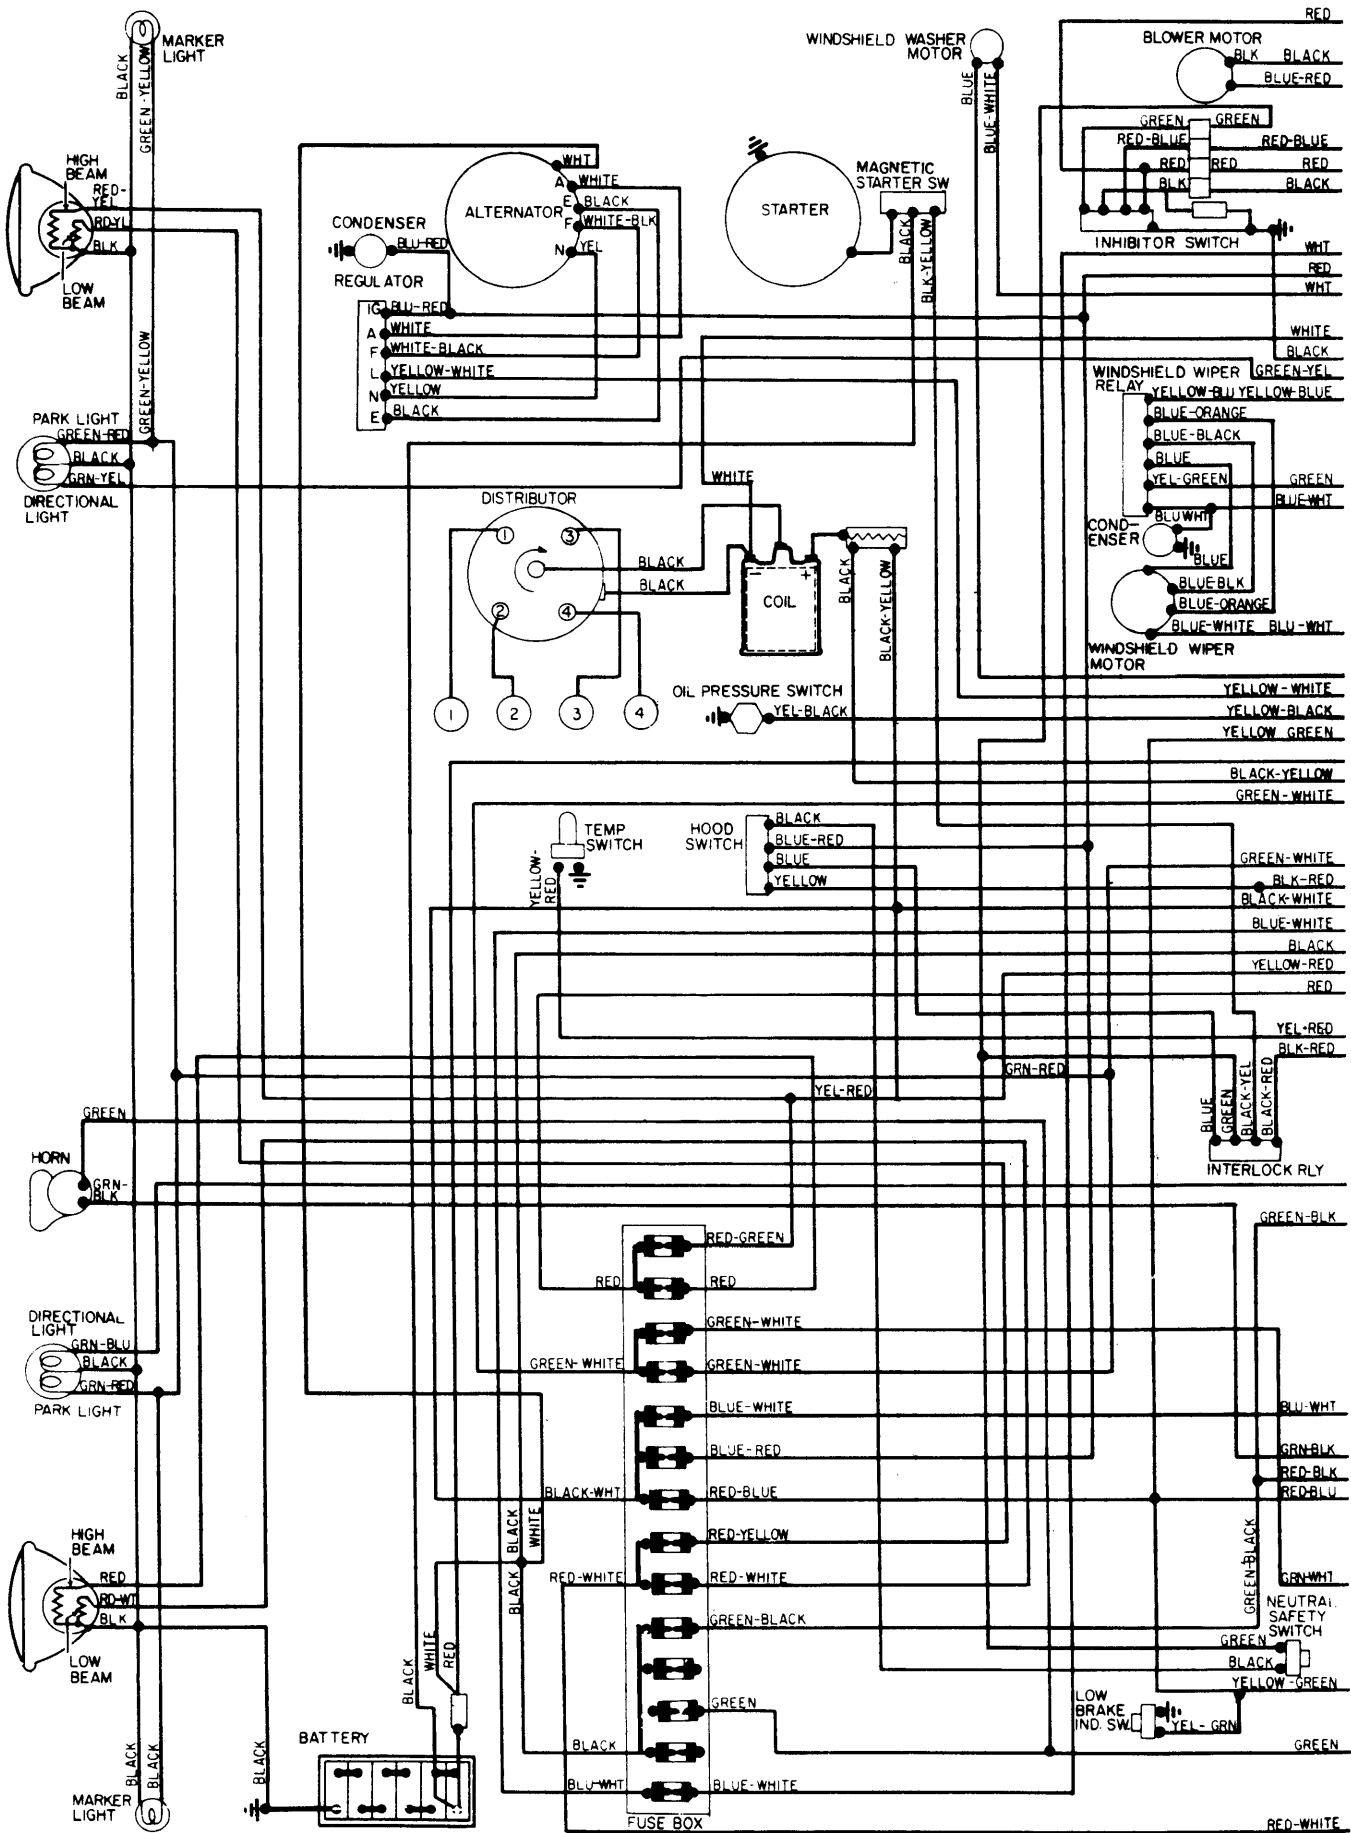 MARKER
LIGHT
BLACK
GREEN-YELLOW
WINDSHIELD WASHER
MOTOR
BLUE
BLUE-WHITE
RED
BLOWER MOTOR
BLK BLACK
BLUE-RED
GREEN GREEN
RED-BLUE RED-BLUE
RED RED RED
BLK BLACK
INHIBITOR SWITCH
HIGH
BEAM
RED-
YEL
RD-YL
BLK
LOW
BEAM
WHT
ALTERNATOR
A WHITE
E BLACK
F WHITE-BLK
N YEL
CONDENSER
BLU-RED
REGULATOR
IG BLU-RED
A WHITE
F WHITE-BLACK
L YELLOW-WHITE
N YELLOW
E BLACK
STARTER
MAGNETIC
STARTER SW
BLACK
BLK-YELLOW
WHT
RED
WHT
WHITE
BLACK
GREEN-YEL
GREEN-YELLOW
GREEN-YELLOW
WINDSHIELD WIPER
RELAY
YELLOW-BLU YELLOW-BLUE
BLUE-ORANGE
BLUE-BLACK
BLUE
YEL-GREEN GREEN
BLUE-WHT
BLUWHT
COND-
ENSER
BLUE
BLUE-BLK
BLUE-ORANGE
BLUE-WHITE BLU-WHT
WINDSHIELD WIPER
MOTOR
PARK LIGHT
GREEN-RED
BLACK
GRN-YEL
DIRECTIONAL
LIGHT
DISTRIBUTOR
1
3
2
4
WHITE
BLACK
BLACK
-
+
COIL
BLACK
BLACK-YELLOW
1
2
3
4
OIL PRESSURE SWITCH
YEL-BLACK
YELLOW-WHITE
YELLOW-BLACK
YELLOW GREEN
BLACK-YELLOW
GREEN-WHITE
TEMP
SWITCH
YELLOW-
RED
HOOD
SWITCH
BLACK
BLUE-RED
BLUE
YELLOW
GREEN-WHITE
BLK-RED
BLACK-WHITE
BLUE-WHITE
BLACK
YELLOW-RED
RED
YEL-RED
BLK-RED
GRN-RED
YEL-RED
BLUE
GREEN
BLACK-YEL
BLACK-RED
INTERLOCK RLY
GREEN
HORN
GRN-
BLK
GREEN-BLK
RED-GREEN
RED RED
GREEN-WHITE
GREEN-WHITE GREEN-WHITE
DIRECTIONAL
LIGHT
GRN-BLU
BLACK
GRN-RED
PARK LIGHT
BLUE-WHITE
BLU-WHT
BLUE-RED
GRN-BLK
RED-BLK
BLACK-WHT RED-BLUE
RED-BLU
BLACK
WHITE
RED-YELLOW
RED-WHITE RED-WHITE
BLACK
GREEN-BLACK
GREEN-BLACK
GRN-WHT
HIGH
BEAM
RED
RD-WT
BLK
LOW
BEAM
NEUTRAL
SAFETY
SWITCH
GREEN
BLACK
YELLOW-GREEN
BLACK
WHITE
RED
GREEN
LOW
BRAKE
IND. SW.
YEL-GRN
BATTERY
BLACK
BLACK
BLACK
BLACK
GREEN
BLU-WHT BLUE-WHITE
MARKER
LIGHT
FUSE BOX
RED-WHITE